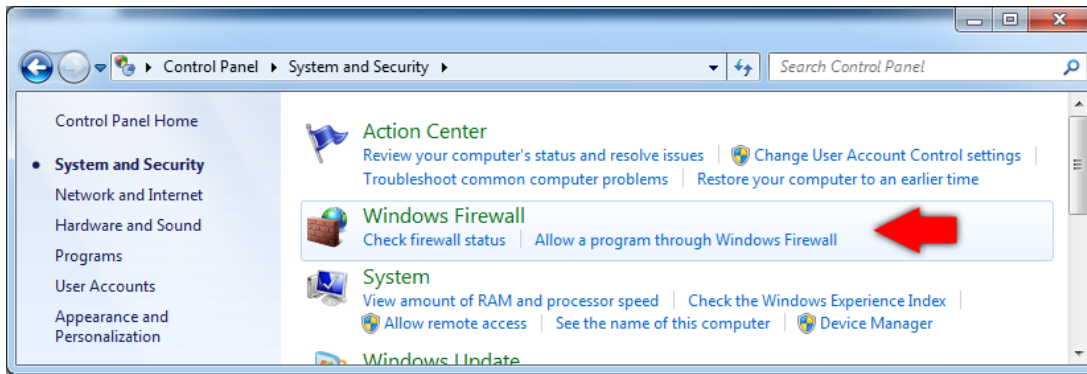 Control Panel System and Security
Search Control Panel
Control Panel Home
System and Security
Network and Internet
Hardware and Sound
Programs
User Accounts
Appearance and
Personalization
Action Center
Review your computer's status and resolve issues Change User Account Control settings
Troubleshoot common computer problems Restore your computer to an earlier time
Windows Firewall
Check firewall status Allow a program through Windows Firewall
System
View amount of RAM and processor speed Check the Windows Experience Index
Allow remote access See the name of this computer Device Manager
Windows Update